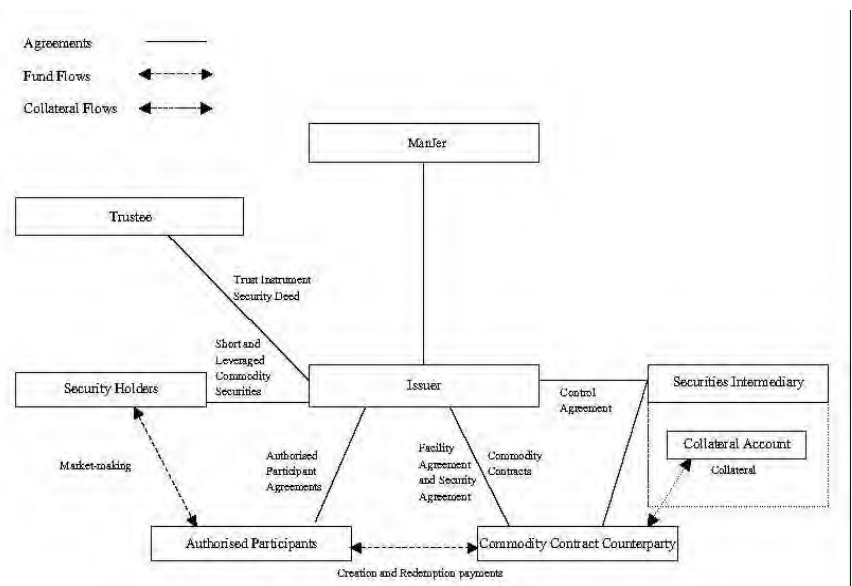 Agreements
Fund Flows
Collateral Flows
ManJer
Trustee
Trust Instrument
Security Deed
Short and
Leveraged
Commodity
Securities
Security Holders
Issuer
Securities Intermediary
Control
Agreement
Collateral Account
Collateral
Market-making
Authorised
Participant
Agreements
Facility
Agreement
and Security
Agreement
Commodity
Contracts
Authorised Participants
Commodity Contract Counterparty
Creation and Redemption payments